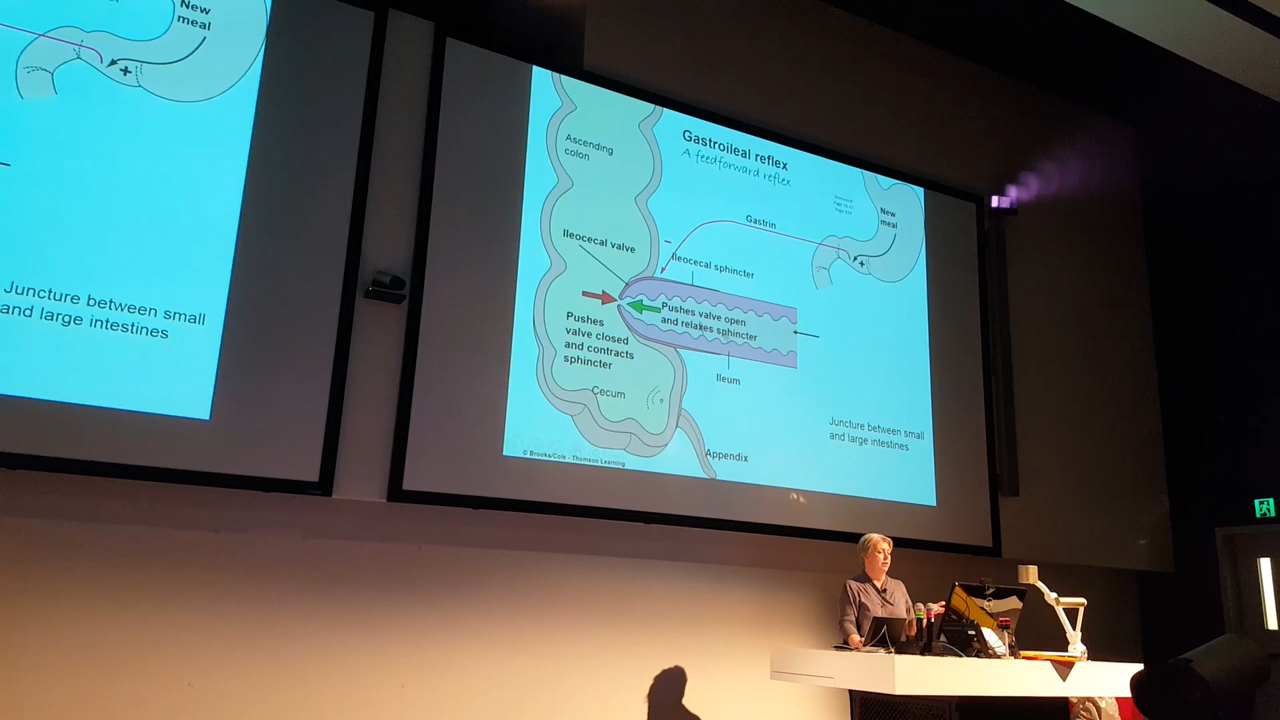 New
meal
+
Juncture between small
and large intestines
Gastroileal reflex
A feedforward reflex
Ascending
colon
New
meal
Gastrin
+
Ileocecal valve
–
Ileocecal sphincter
Pushes valve open
and relaxes sphincter
Pushes
valve closed
and contracts
sphincter
Ileum
Cecum
Juncture between small
and large intestines
Appendix
© Brooks/Cole - Thomson Learning